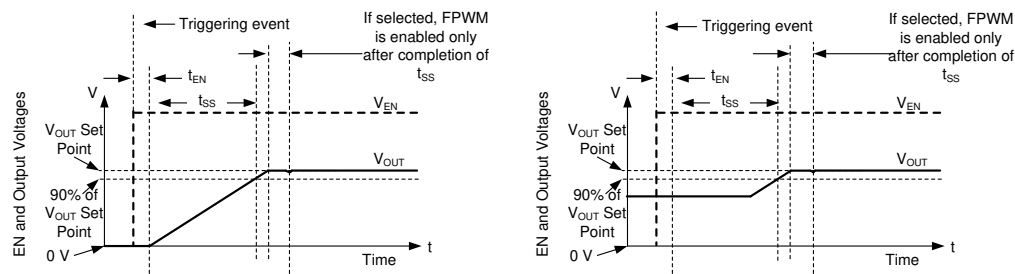 Triggering event
If selected, FPWM
is enabled only
after completion of
tSS
tEN
V
tSS
VEN
VOUT Set
Point
VOUT
90% of
VOUT Set
Point
0 V
t
Time
EN and Output Voltages
Triggering event
If selected, FPWM
is enabled only
after completion of
tSS
tEN
V
tSS
VEN
VOUT Set
Point
VOUT
90% of
VOUT Set
Point
0 V
t
Time
EN and Output Voltages